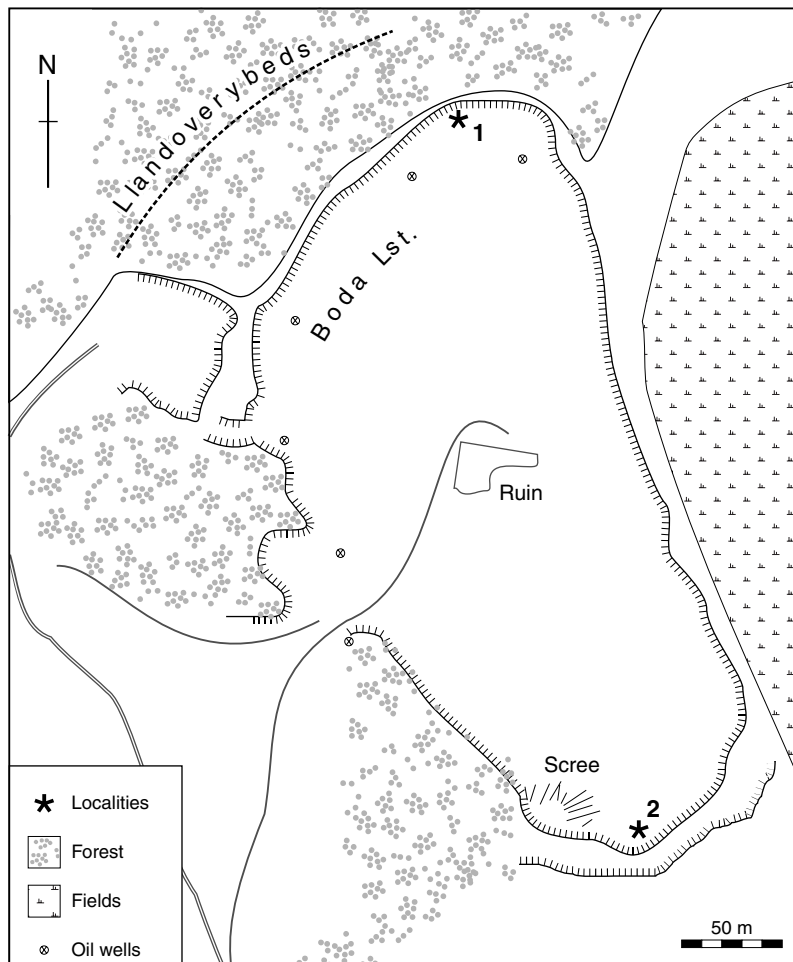 N
Llandoverybeds
1
Boda Lst.
Ruin
Scree
2
Localities
Forest
Fields
Oil wells
50 m